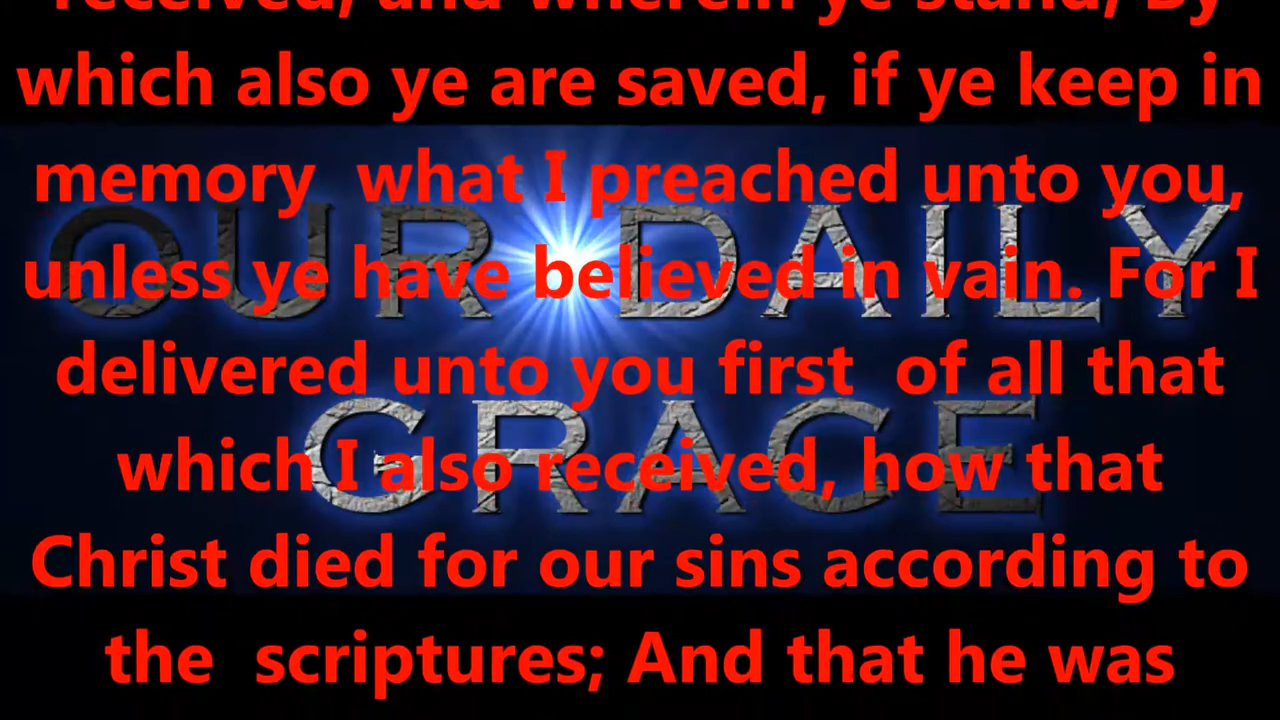 received, and wherein ye stand; By
which also ye are saved, if ye keep in
memory what I preached unto you,
unless ye have believed in vain. For I
delivered unto you first of all that
which I also received, how that
Christ died for our sins according to
the scriptures; And that he was
OUR DAILY
GRACE